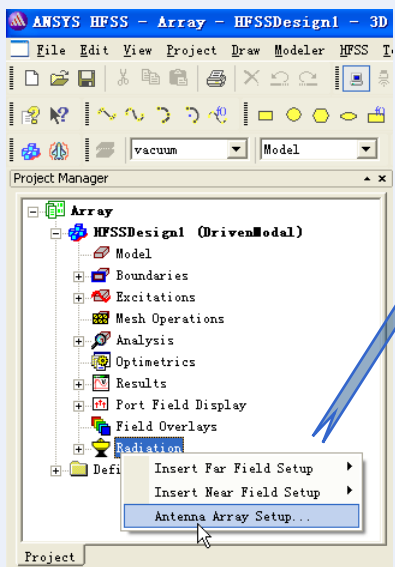 ANSYS HFSS - Array - HFSSDesign1 - 3D
File Edit View Project Draw Modeler HFSS
vacuum Model
Project Manager
Array
HFSSDesign1 (DrivenModal)
Model
Boundaries
Excitations
Mesh Operations
Analysis
Optimetrics
Results
Port Field Display
Field Overlays
Radiation
Defi
Insert Far Field Setup
Insert Near Field Setup
Antenna Array Setup...
Project